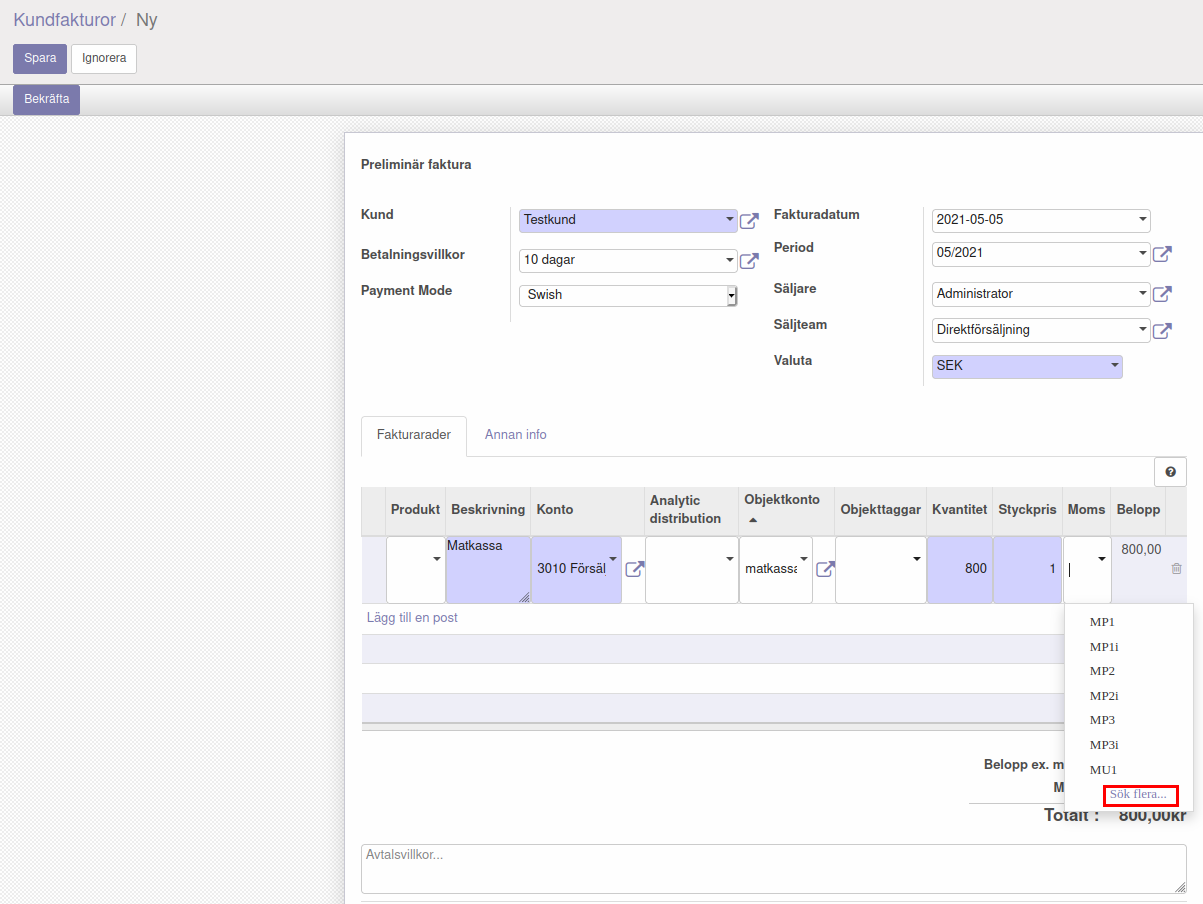 Kundfakturor / Ny
Spara Ignorera
Bekräfta
Preliminär faktura
Kund Testkund Fakturadatum 2021-05-05
Betalningsvillkor 10 dagar Period 05/2021
Payment Mode Swish Säljare Administrator
Säljteam Direktförsäljning
Valuta SEK
Fakturarader Annan info
?
Produkt Beskrivning Konto Analytic distribution Objektkonto Objekttaggar Kvantitet Styckpris Moms Belopp
Matkassa 3010 Försäl matkassa 800 1 800,00
Lägg till en post
MP1
MP1i
MP2
MP2i
MP3
MP3i
MU1
Sök flera...
Belopp ex. m
M
Totalt : 800,00kr
Avtalsvillkor...